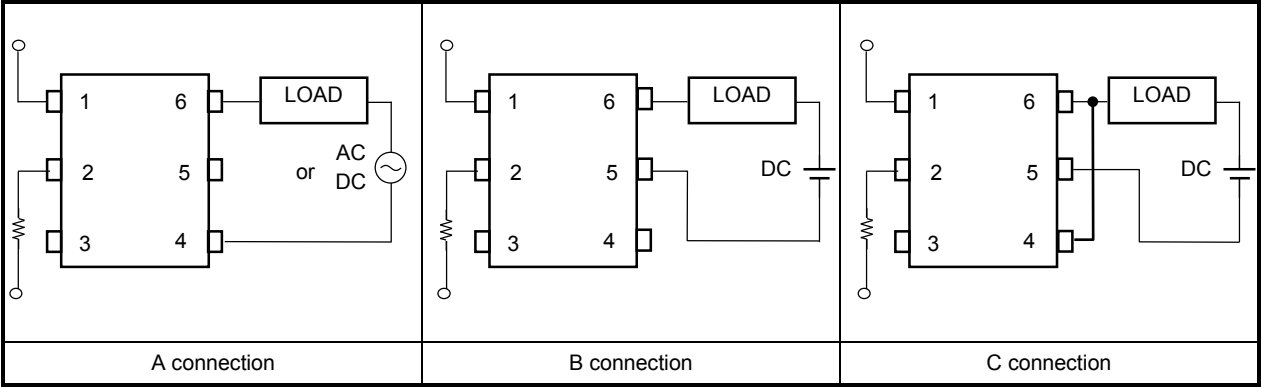 1 6 LOAD
AC
or
DC
2 5
3 4
A connection
1 6 LOAD
2 5 DC
3 4
B connection
1 6 LOAD
2 5 DC
3 4
C connection